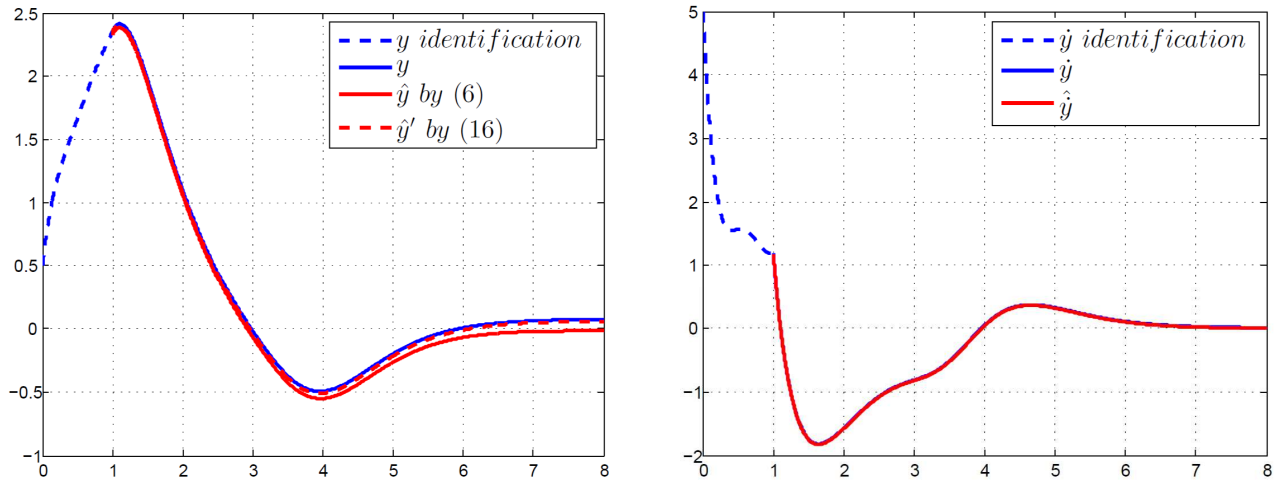 2.5
2
1.5
1
0.5
0
−0.5
−1
0 1 2 3 4 5 6 7 8
y identification
y
ŷ by (6)
ŷ′ by (16)
5
4
3
2
1
0
−1
−2
0 1 2 3 4 5 6 7 8
ẏ identification
ẏ
ẏ̂